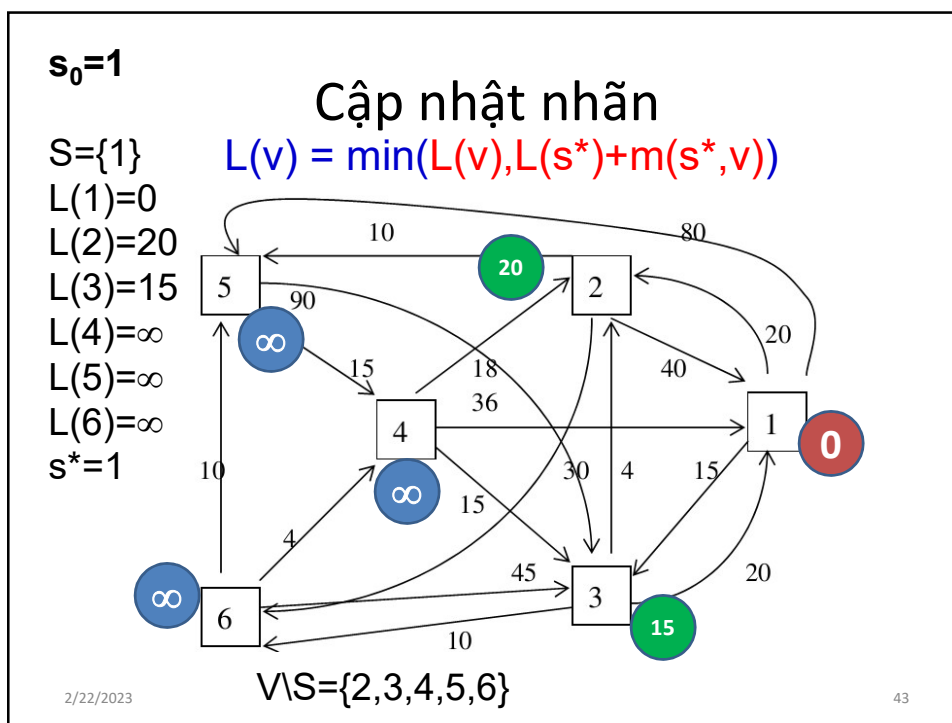 s₀=1
Cập nhật nhãn
S={1}
L(v) = min(L(v),L(s*)+m(s*,v))
L(1)=0
L(2)=20
L(3)=15
L(4)=∞
L(5)=∞
L(6)=∞
s*=1
10
80
20
5
2
90
∞
20
15
18
40
36
4
1
0
∞
10
30
4
15
15
4
∞
45
20
6
3
15
10
V\S={2,3,4,5,6}
2/22/2023
43